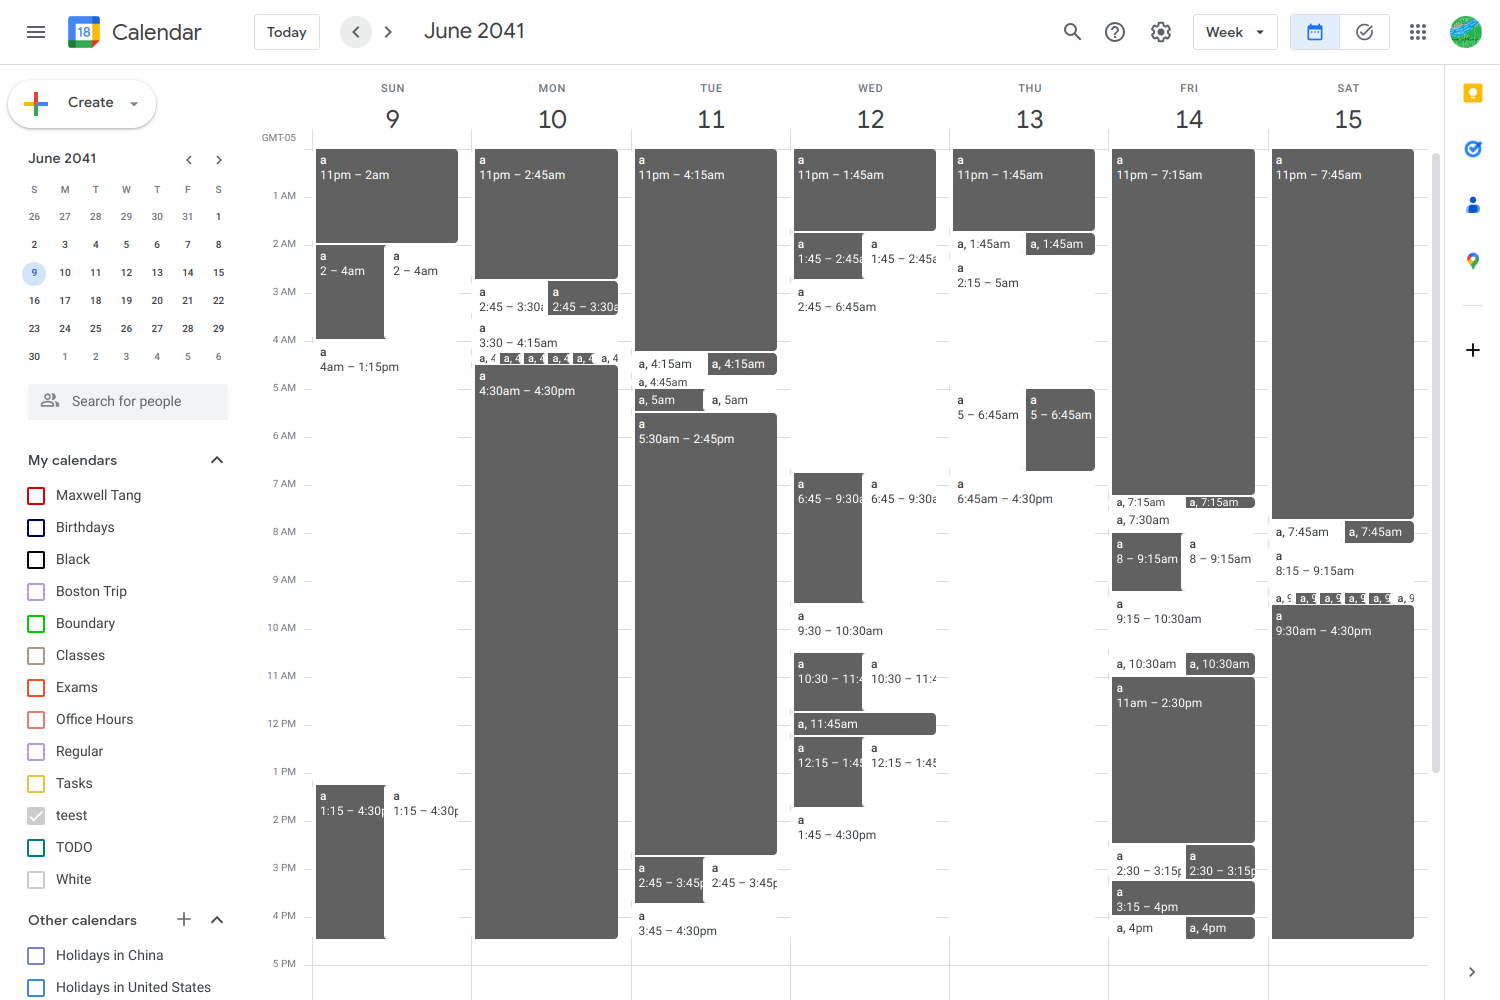 18
Calendar
Today
June 2041
Week
Create
June 2041
S M T W T F S
26 27 28 29 30 31 1
2 3 4 5 6 7 8
9 10 11 12 13 14 15
16 17 18 19 20 21 22
23 24 25 26 27 28 29
30 1 2 3 4 5 6
Search for people
My calendars
Maxwell Tang
Birthdays
Black
Boston Trip
Boundary
Classes
Exams
Office Hours
Regular
Tasks
teest
TODO
White
Other calendars
Holidays in China
Holidays in United States
SUN MON TUE WED THU FRI SAT
9 10 11 12 13 14 15
GMT-05
1 AM
2 AM
3 AM
4 AM
5 AM
6 AM
7 AM
8 AM
9 AM
10 AM
11 AM
12 PM
1 PM
2 PM
3 PM
4 PM
5 PM
a
11pm – 2am
a
2 – 4am
a
2 – 4am
a
4am – 1:15pm
a
1:15 – 4:30p
a
1:15 – 4:30p
a
11pm – 2:45am
a
2:45 – 3:30a
a
2:45 – 3:30a
a
3:30 – 4:15am
a, 4
a, 4
a, 4
a, 4
a, 4
a, 4
a
4:30am – 4:30pm
a
11pm – 4:15am
a, 4:15am
a, 4:15am
a, 4:45am
a, 5am
a, 5am
a
5:30am – 2:45pm
a
2:45 – 3:45p
a
2:45 – 3:45p
a
3:45 – 4:30pm
a
11pm – 1:45am
a
1:45 – 2:45a
a
1:45 – 2:45a
a
2:45 – 6:45am
a
6:45 – 9:30a
a
6:45 – 9:30a
a
9:30 – 10:30am
a
10:30 – 11:4
a
10:30 – 11:4
a, 11:45am
a
12:15 – 1:45
a
12:15 – 1:45
a
1:45 – 4:30pm
a
11pm – 1:45am
a, 1:45am
a, 1:45am
a
2:15 – 5am
a
5 – 6:45am
a
5 – 6:45am
a
6:45am – 4:30pm
a
11pm – 7:15am
a, 7:15am
a, 7:15am
a, 7:30am
a
8 – 9:15am
a
8 – 9:15am
a
9:15 – 10:30am
a, 10:30am
a, 10:30am
a
11am – 2:30pm
a
2:30 – 3:15p
a
2:30 – 3:15p
a
3:15 – 4pm
a, 4pm
a, 4pm
a
11pm – 7:45am
a, 7:45am
a, 7:45am
a
8:15 – 9:15am
a, 9
a, 9
a, 9
a, 9
a, 9
a, 9
a
9:30am – 4:30pm